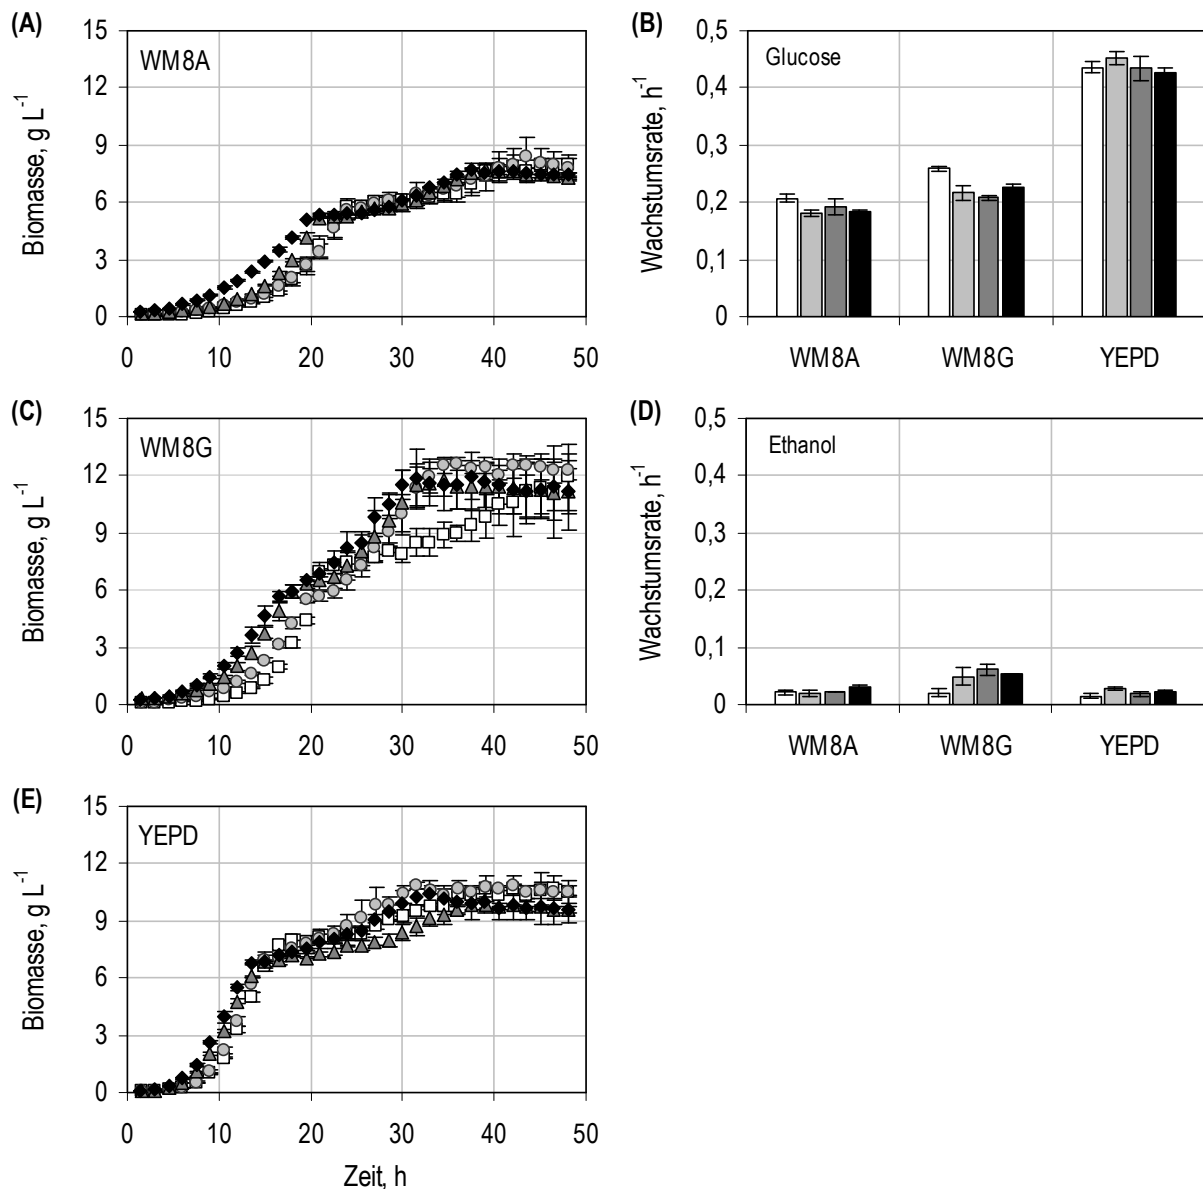 (A)
WM8A
Biomasse, g L⁻¹
15
12
9
6
3
0
0 10 20 30 40 50
(B)
Glucose
Wachstumsrate, h⁻¹
0,5
0,4
0,3
0,2
0,1
0
WM8A WM8G YEPD
(C)
WM8G
Biomasse, g L⁻¹
15
12
9
6
3
0
0 10 20 30 40 50
(D)
Ethanol
Wachstumsrate, h⁻¹
0,5
0,4
0,3
0,2
0,1
0
WM8A WM8G YEPD
(E)
YEPD
Biomasse, g L⁻¹
15
12
9
6
3
0
0 10 20 30 40 50
Zeit, h